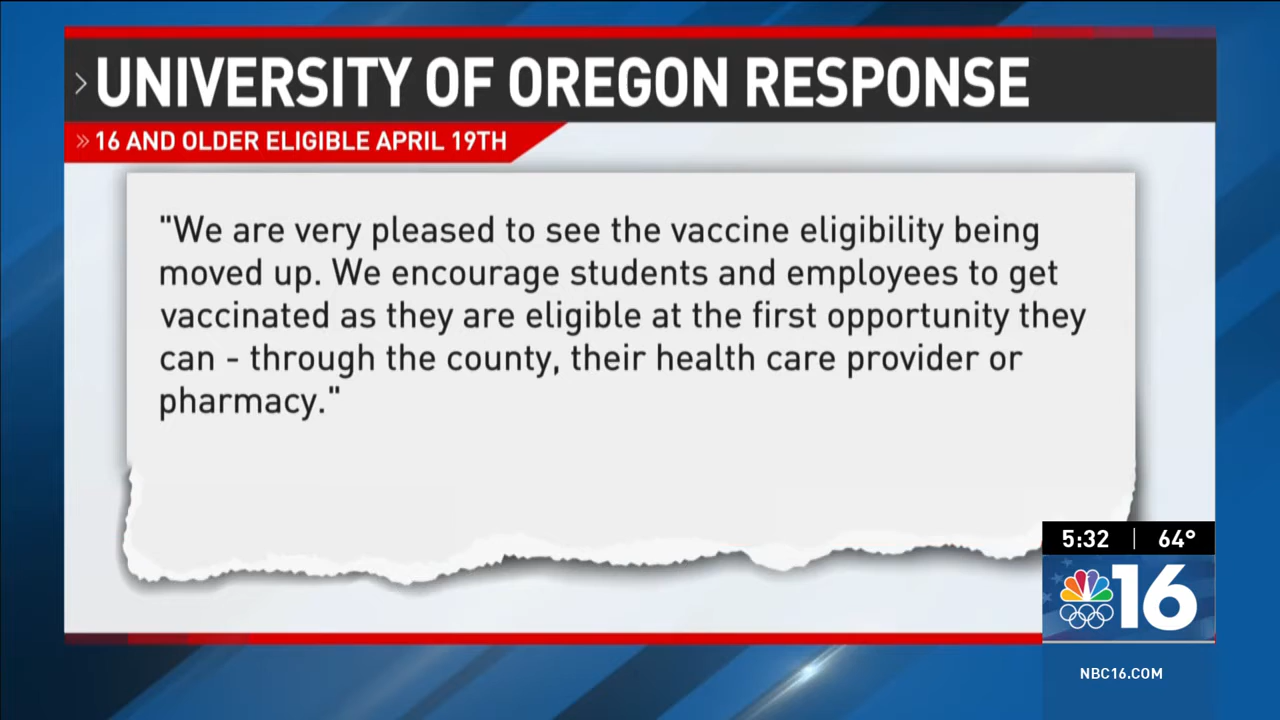 > UNIVERSITY OF OREGON RESPONSE
» 16 AND OLDER ELIGIBLE APRIL 19TH
"We are very pleased to see the vaccine eligibility being
moved up. We encourage students and employees to get
vaccinated as they are eligible at the first opportunity they
can - through the county, their health care provider or
pharmacy."
5:32 | 64°
16
NBC16.COM